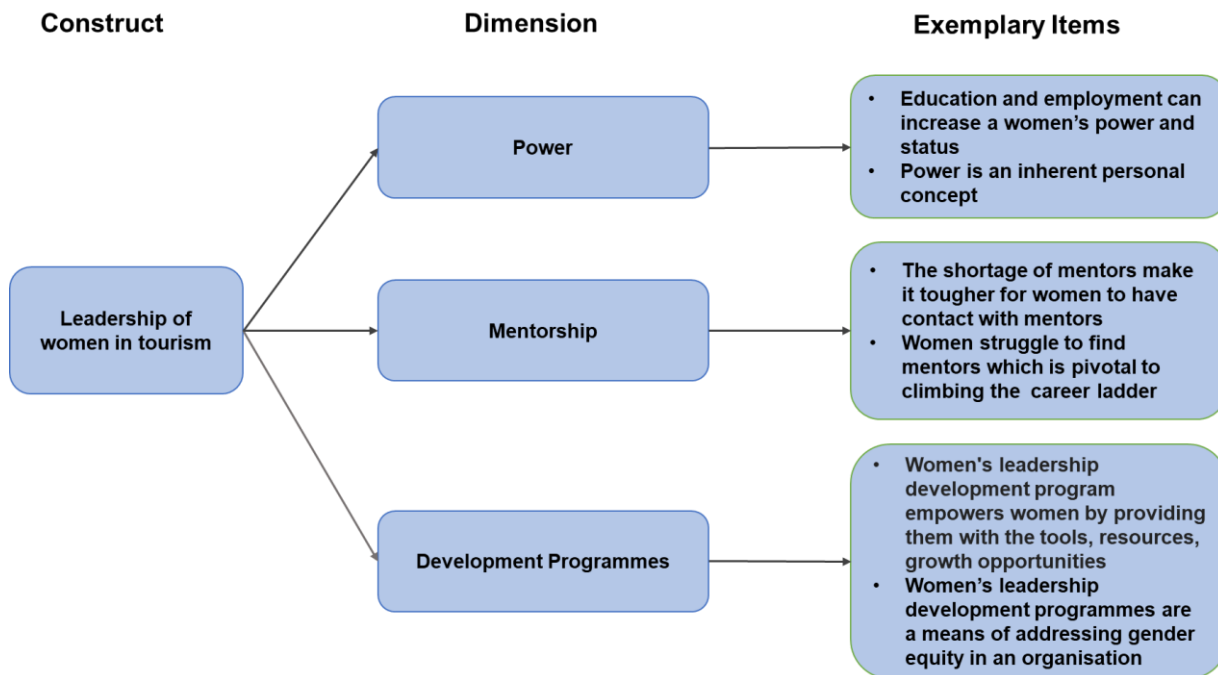 Construct
Dimension
Exemplary Items
Leadership of
women in tourism
Power
• Education and employment can
increase a women’s power and
status
• Power is an inherent personal
concept
Mentorship
• The shortage of mentors make
it tougher for women to have
contact with mentors
• Women struggle to find
mentors which is pivotal to
climbing the career ladder
Development Programmes
• Women's leadership
development program
empowers women by providing
them with the tools, resources,
growth opportunities
• Women’s leadership
development programmes are
a means of addressing gender
equity in an organisation